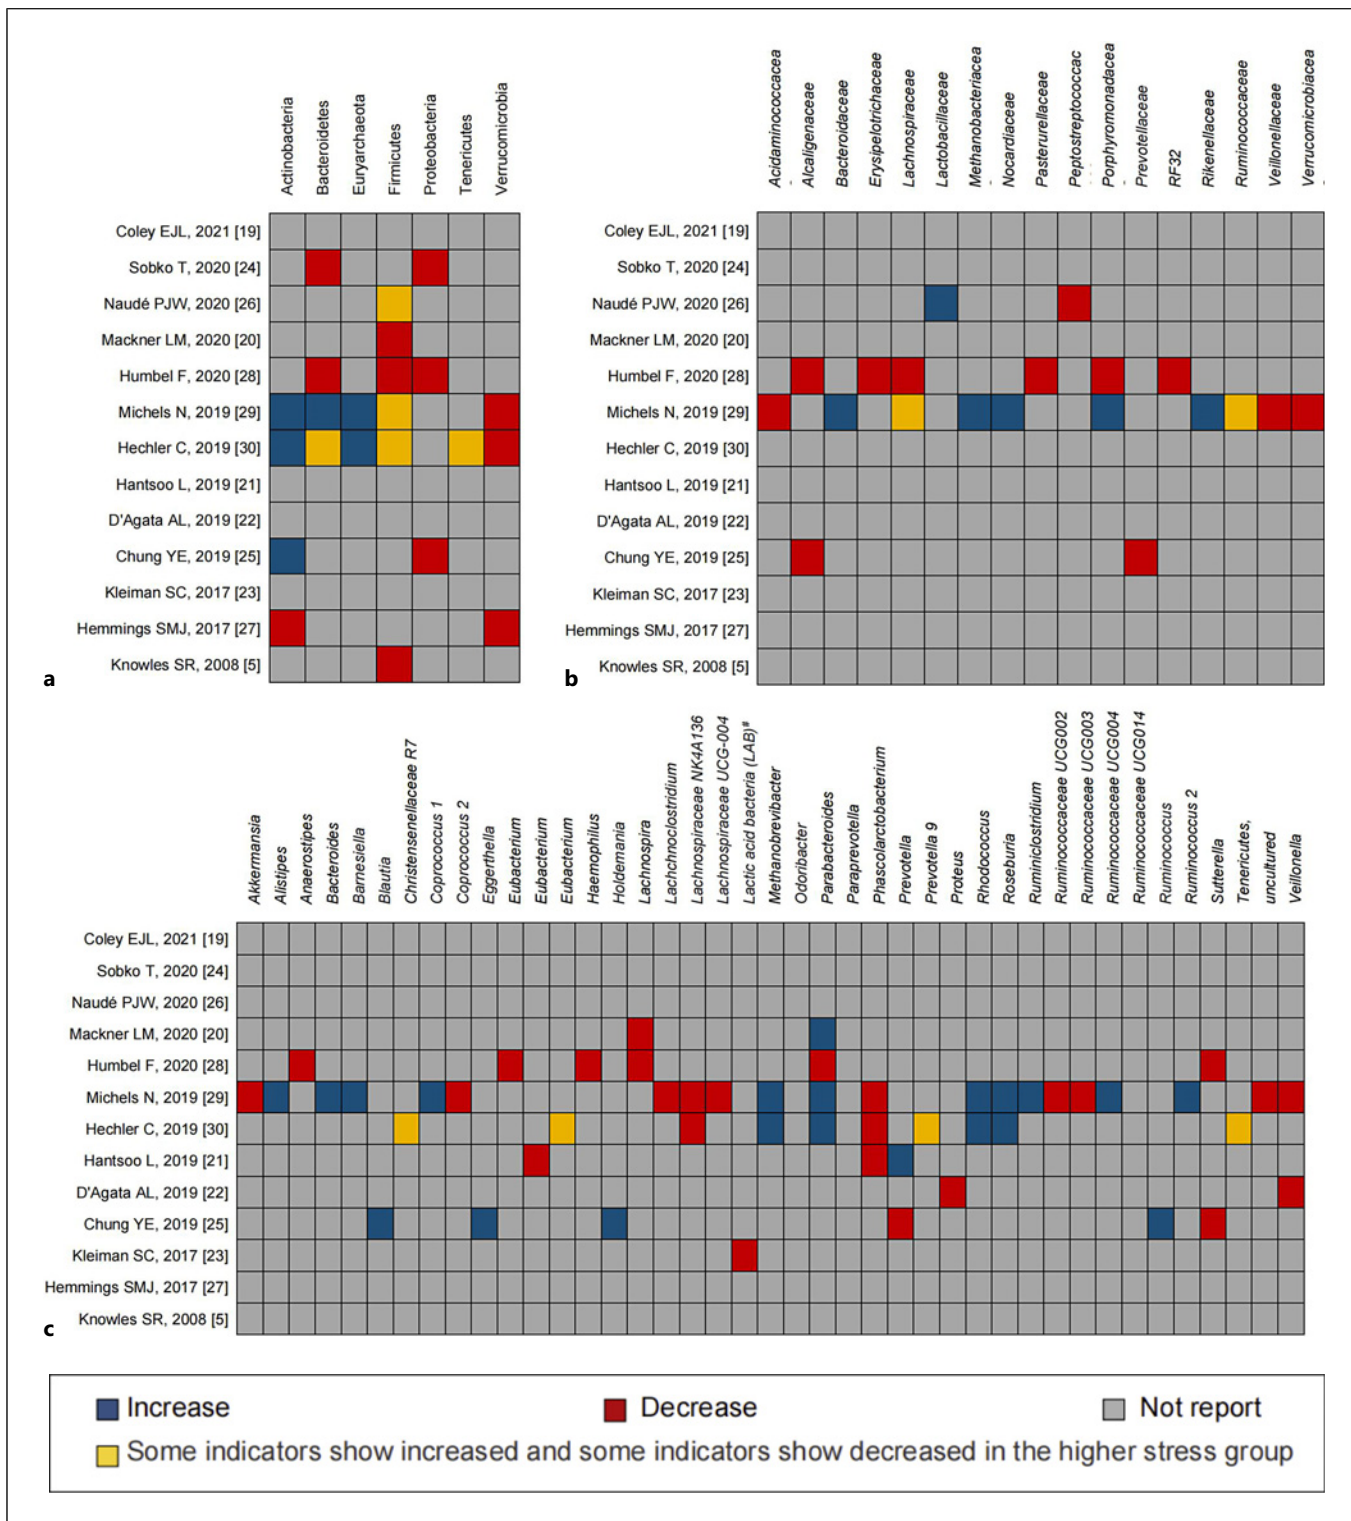 Actinobacteria
Bacteroidetes
Euryarchaeota
Firmicutes
Proteobacteria
Tenericutes
Verrucomicrobia
Coley EJL, 2021 [19]
Sobko T, 2020 [24]
Naudé PJW, 2020 [26]
Mackner LM, 2020 [20]
Humbel F, 2020 [28]
Michels N, 2019 [29]
Hechler C, 2019 [30]
Hantsoo L, 2019 [21]
D'Agata AL, 2019 [22]
Chung YE, 2019 [25]
Kleiman SC, 2017 [23]
Hemmings SMJ, 2017 [27]
Knowles SR, 2008 [5]
a
Acidaminococcacea
Alcaligenaceae
Bacteroidaceae
Erysipelotrichaceae
Lachnospiraceae
Lactobacillaceae
Methanobacteriacea
Nocardiaceae
Pasterurellaceae
Peptostreptococcac
Porphyromonadacea
Prevotellaceae
RF32
Rikenellaceae
Ruminococcaceae
Veillonellaceae
Verrucomicrobiacea
Coley EJL, 2021 [19]
Sobko T, 2020 [24]
Naudé PJW, 2020 [26]
Mackner LM, 2020 [20]
Humbel F, 2020 [28]
Michels N, 2019 [29]
Hechler C, 2019 [30]
Hantsoo L, 2019 [21]
D'Agata AL, 2019 [22]
Chung YE, 2019 [25]
Kleiman SC, 2017 [23]
Hemmings SMJ, 2017 [27]
Knowles SR, 2008 [5]
b
Akkermansia
Alistipes
Anaerostipes
Bacteroides
Barnesiella
Blautia
Christensenellaceae R7
Coprococcus 1
Coprococcus 2
Eggerthella
Eubacterium
Eubacterium
Eubacterium
Haemophilus
Holdemania
Lachnospira
Lachchnoclostridium
Lachnospiraceae NK4A136
Lachnospiraceae UCG-004
Lactic acid bacteria (LAB)#
Methanobrevibacter
Odoribacter
Parabacteroides
Paraprevotella
Phascolarctobacterium
Prevotella
Prevotella 9
Proteus
Rhodococcus
Roseburia
Ruminiclostridium
Ruminococcaceae UCG002
Ruminococcaceae UCG003
Ruminococcaceae UCG004
Ruminococcaceae UCG014
Ruminococcus
Ruminococcus 2
Sutterella
Tenericutes,
uncultured
Veillonella
Coley EJL, 2021 [19]
Sobko T, 2020 [24]
Naudé PJW, 2020 [26]
Mackner LM, 2020 [20]
Humbel F, 2020 [28]
Michels N, 2019 [29]
Hechler C, 2019 [30]
Hantsoo L, 2019 [21]
D'Agata AL, 2019 [22]
Chung YE, 2019 [25]
Kleiman SC, 2017 [23]
Hemmings SMJ, 2017 [27]
Knowles SR, 2008 [5]
c
Increase
Decrease
Not report
Some indicators show increased and some indicators show decreased in the higher stress group